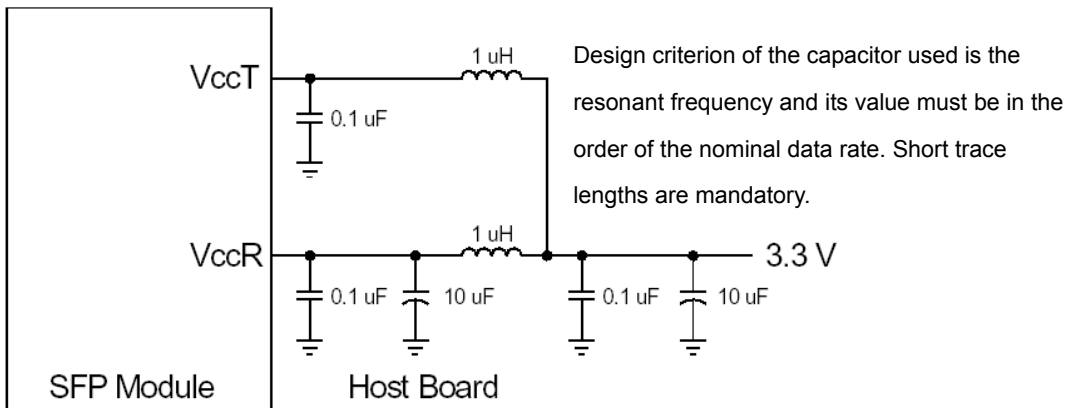 1 uH
VccT
0.1 uF
Design criterion of the capacitor used is the
resonant frequency and its value must be in the
order of the nominal data rate. Short trace
lengths are mandatory.
1 uH
VccR
3.3 V
0.1 uF
10 uF
0.1 uF
10 uF
SFP Module
Host Board